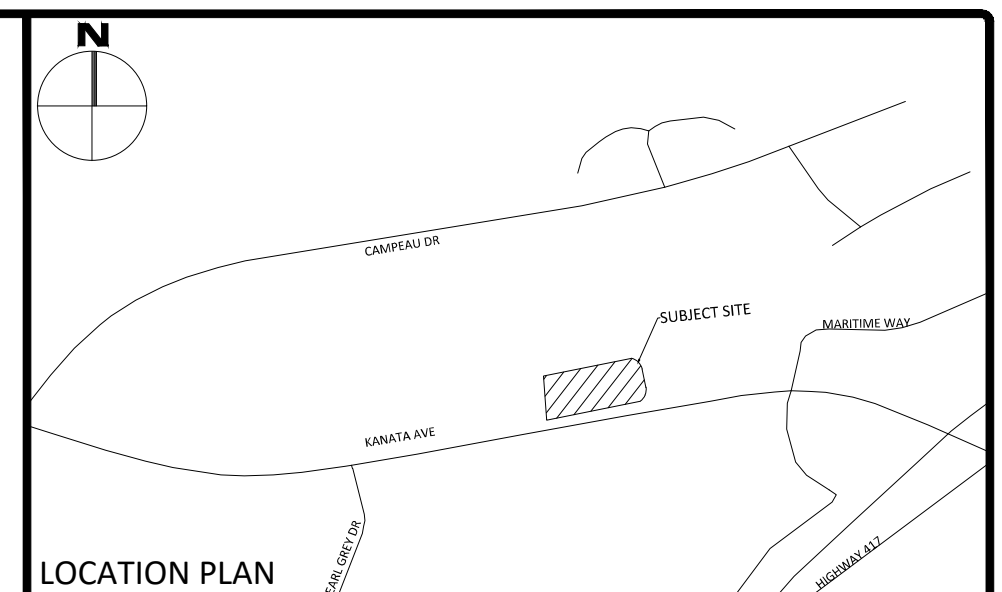 N
CAMPEAU DR
SUBJECT SITE
MARITIME WAY
KANATA AVE
EARL GREY DR
HIGHWAY 417
LOCATION PLAN